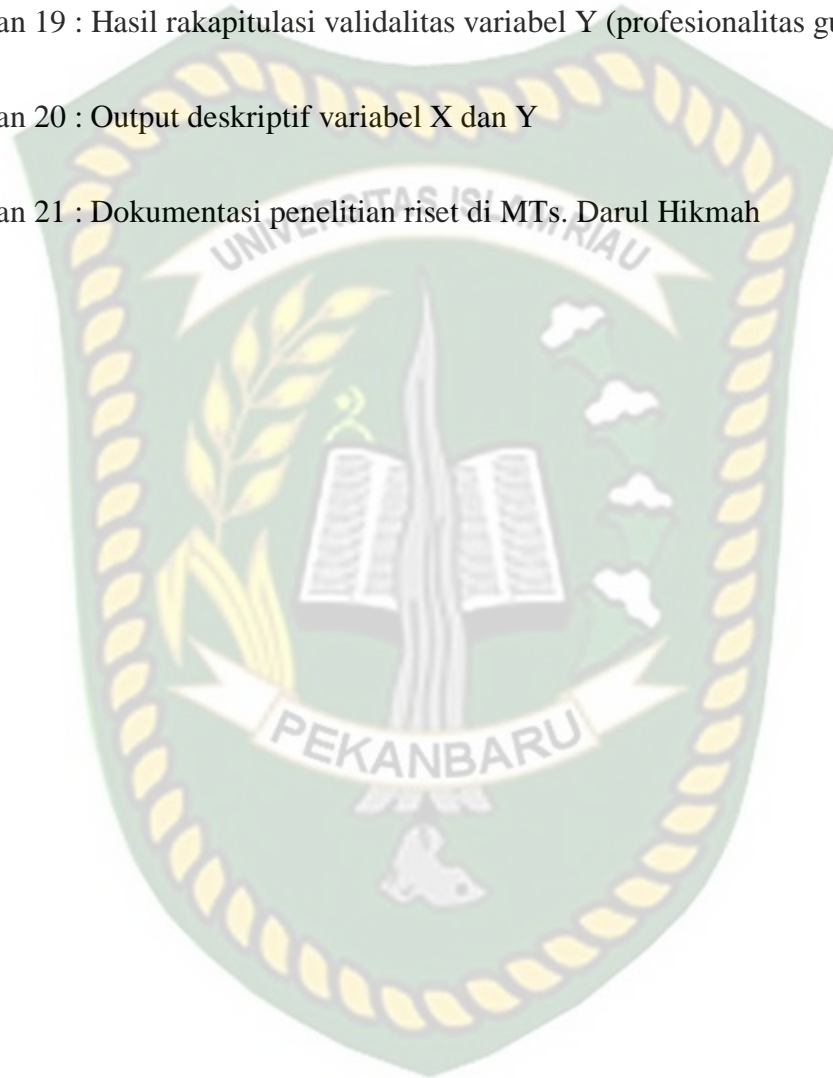 an 19 : Hasil rakapitulasi validalitas variabel Y (profesionalitas gu
an 20 : Output deskriptif variabel X dan Y
an 21 : Dokumentasi penelitian riset di MTs. Darul Hikmah
UNIVERSITAS ISLAM RIAU
PEKANBARU